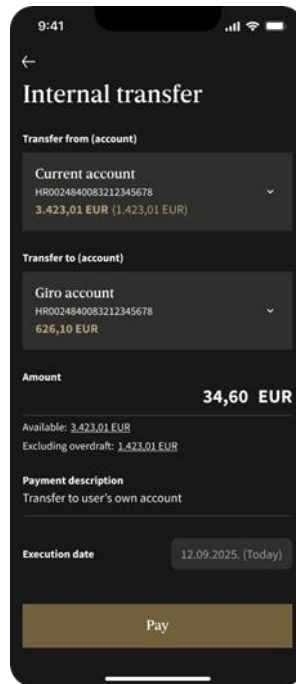 9:41
Internal transfer
Transfer from (account)
Current account
HR0024840083212345678
3.423,01 EUR (1.423,01 EUR)
Transfer to (account)
Giro account
HR0024840083212345678
626,10 EUR
Amount
34,60 EUR
Available: 3.423,01 EUR
Excluding overdraft: 1.423,01 EUR
Payment description
Transfer to user's own account
Execution date
12.09.2025. (Today)
Pay